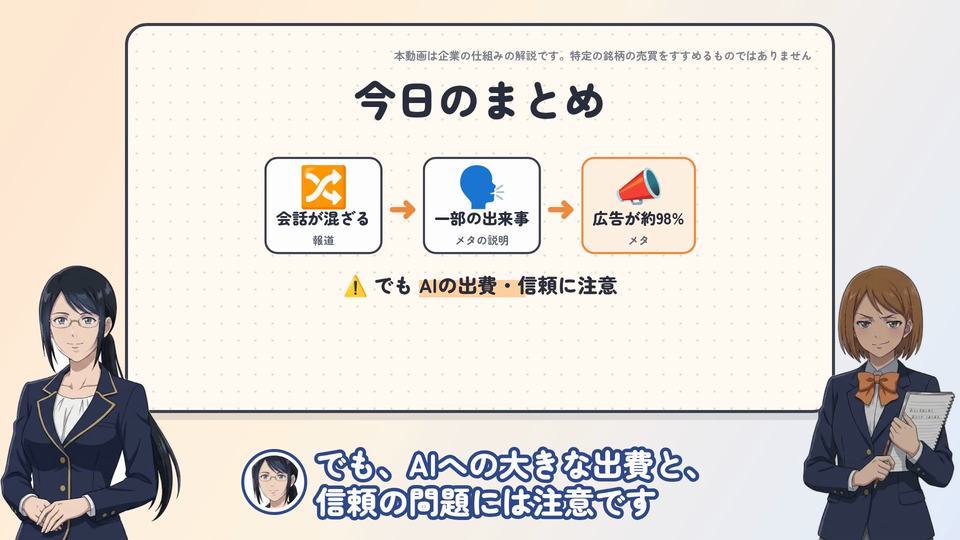 本動画は企業の仕組みの解説です。特定の銘柄の売買をすすめるものではありません
今日のまとめ
会話が混ざる
報道
一部の出来事
メタの説明
広告が約98%
メタ
でも AIの出費・信頼に注意
でも、AIへの大きな出費と、
信頼の問題には注意です